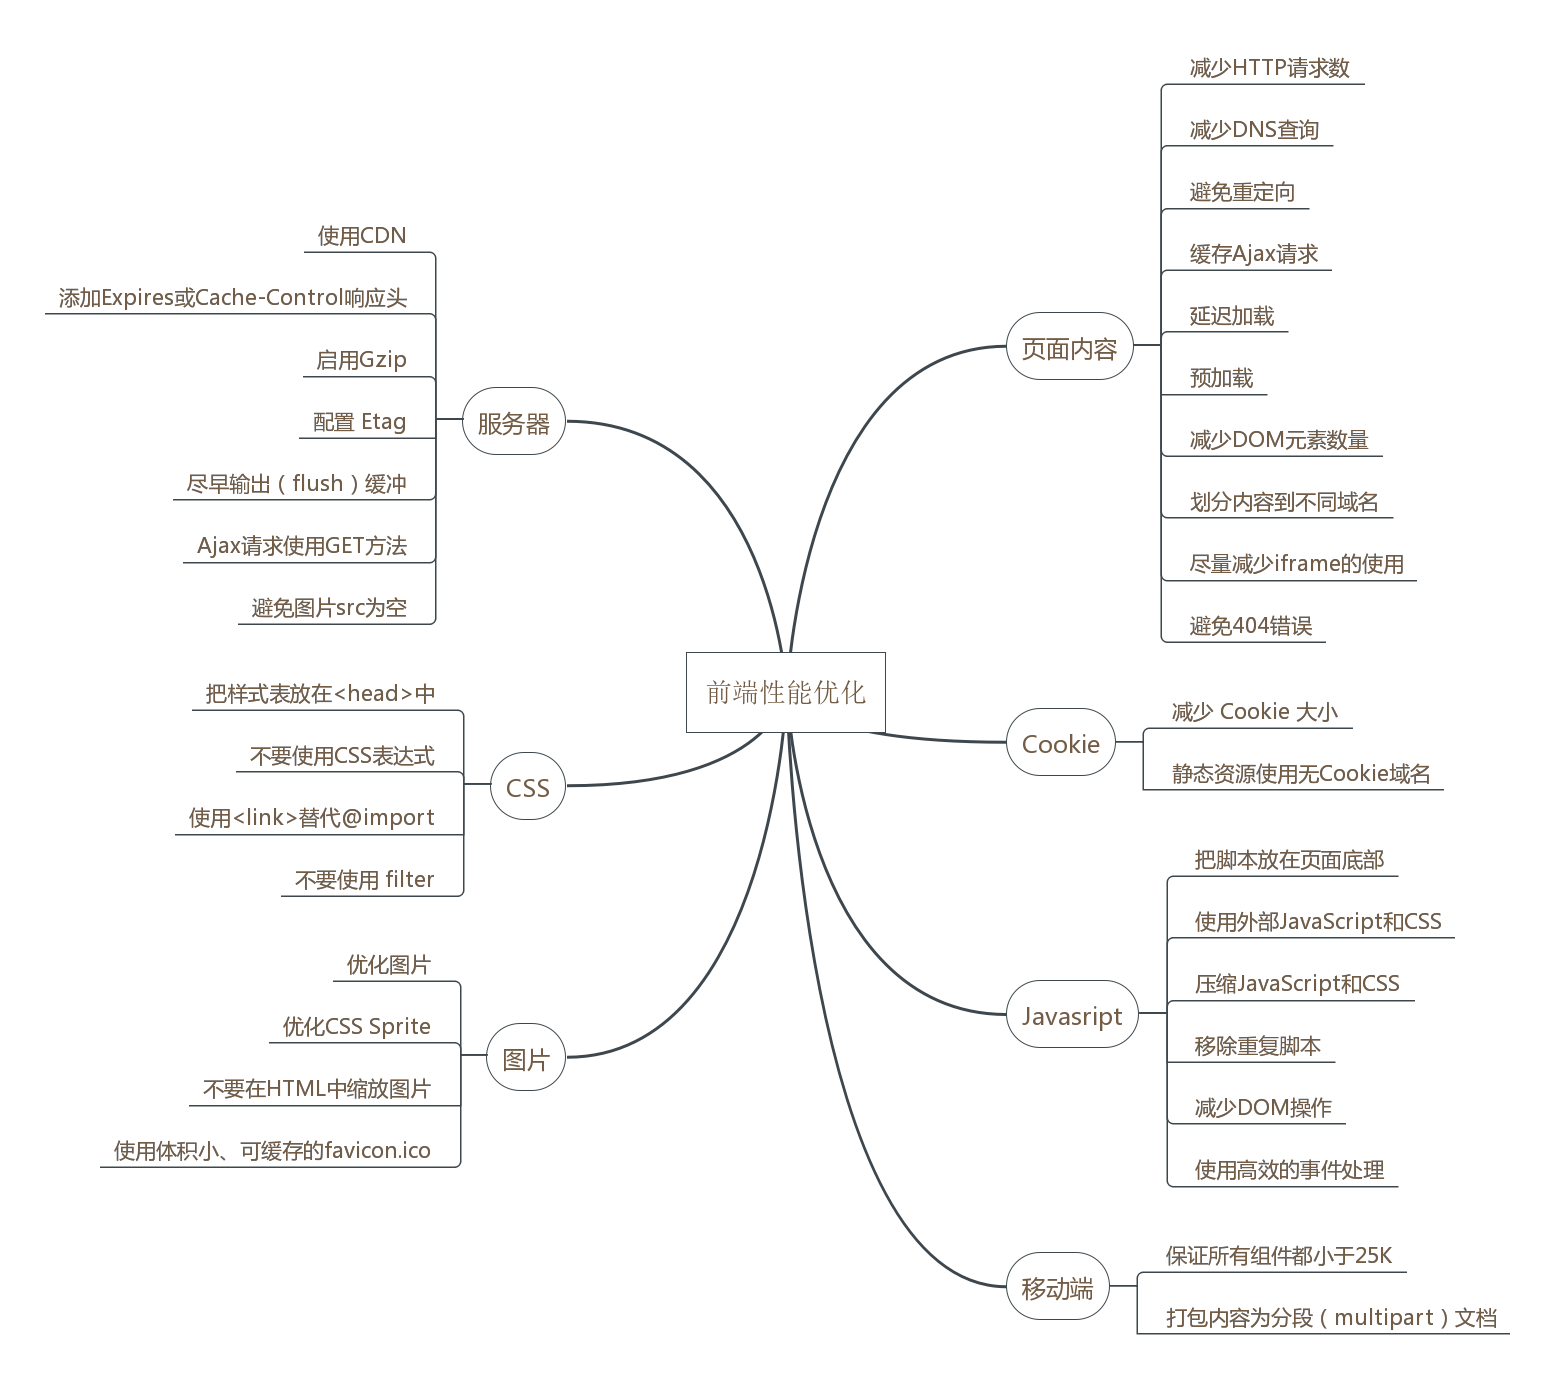 前端性能优化
页面内容
减少HTTP请求数
减少DNS查询
避免重定向
缓存Ajax请求
延迟加载
预加载
减少DOM元素数量
划分内容到不同域名
尽量减少iframe的使用
避免404错误
Cookie
减少 Cookie 大小
静态资源使用无Cookie域名
Javasript
把脚本放在页面底部
使用外部JavaScript和CSS
压缩JavaScript和CSS
移除重复脚本
减少DOM操作
使用高效的事件处理
移动端
保证所有组件都小于25K
打包内容为分段（multipart）文档
服务器
使用CDN
添加Expires或Cache-Control响应头
启用Gzip
配置 Etag
尽早输出（flush）缓冲
Ajax请求使用GET方法
避免图片src为空
CSS
把样式表放在<head>中
不要使用CSS表达式
使用<link>替代@import
不要使用 filter
图片
优化图片
优化CSS Sprite
不要在HTML中缩放图片
使用体积小、可缓存的favicon.ico